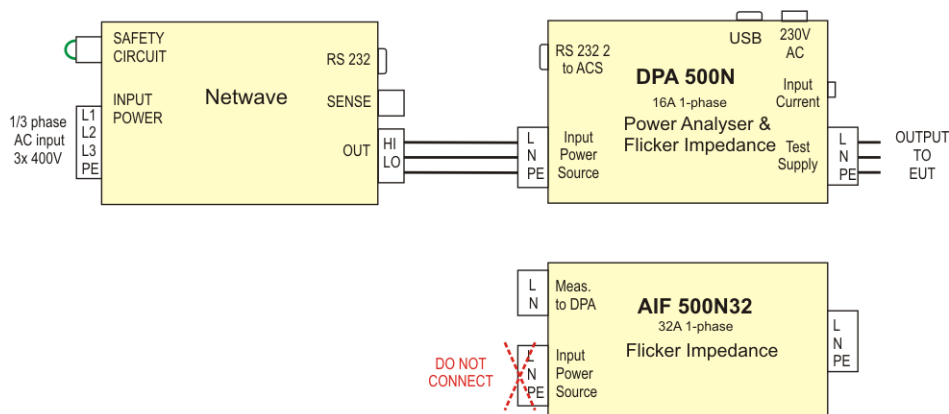 SAFETY
CIRCUIT
RS 232
INPUT
POWER
Netwave
SENSE
1/3 phase
AC input
3x 400V
L1
L2
L3
PE
OUT
HI
LO
USB
230V
AC
RS 232 2
to ACS
DPA 500N
16A 1-phase
Power Analyser &
Flicker Impedance
Input
Current
L
N
PE
Input
Power
Source
Test
Supply
L
N
PE
OUTPUT
TO
EUT
L
N
Meas.
to DPA
AIF 500N32
32A 1-phase
Flicker Impedance
L
N
PE
DO NOT
CONNECT
L
N
PE
Input
Power
Source